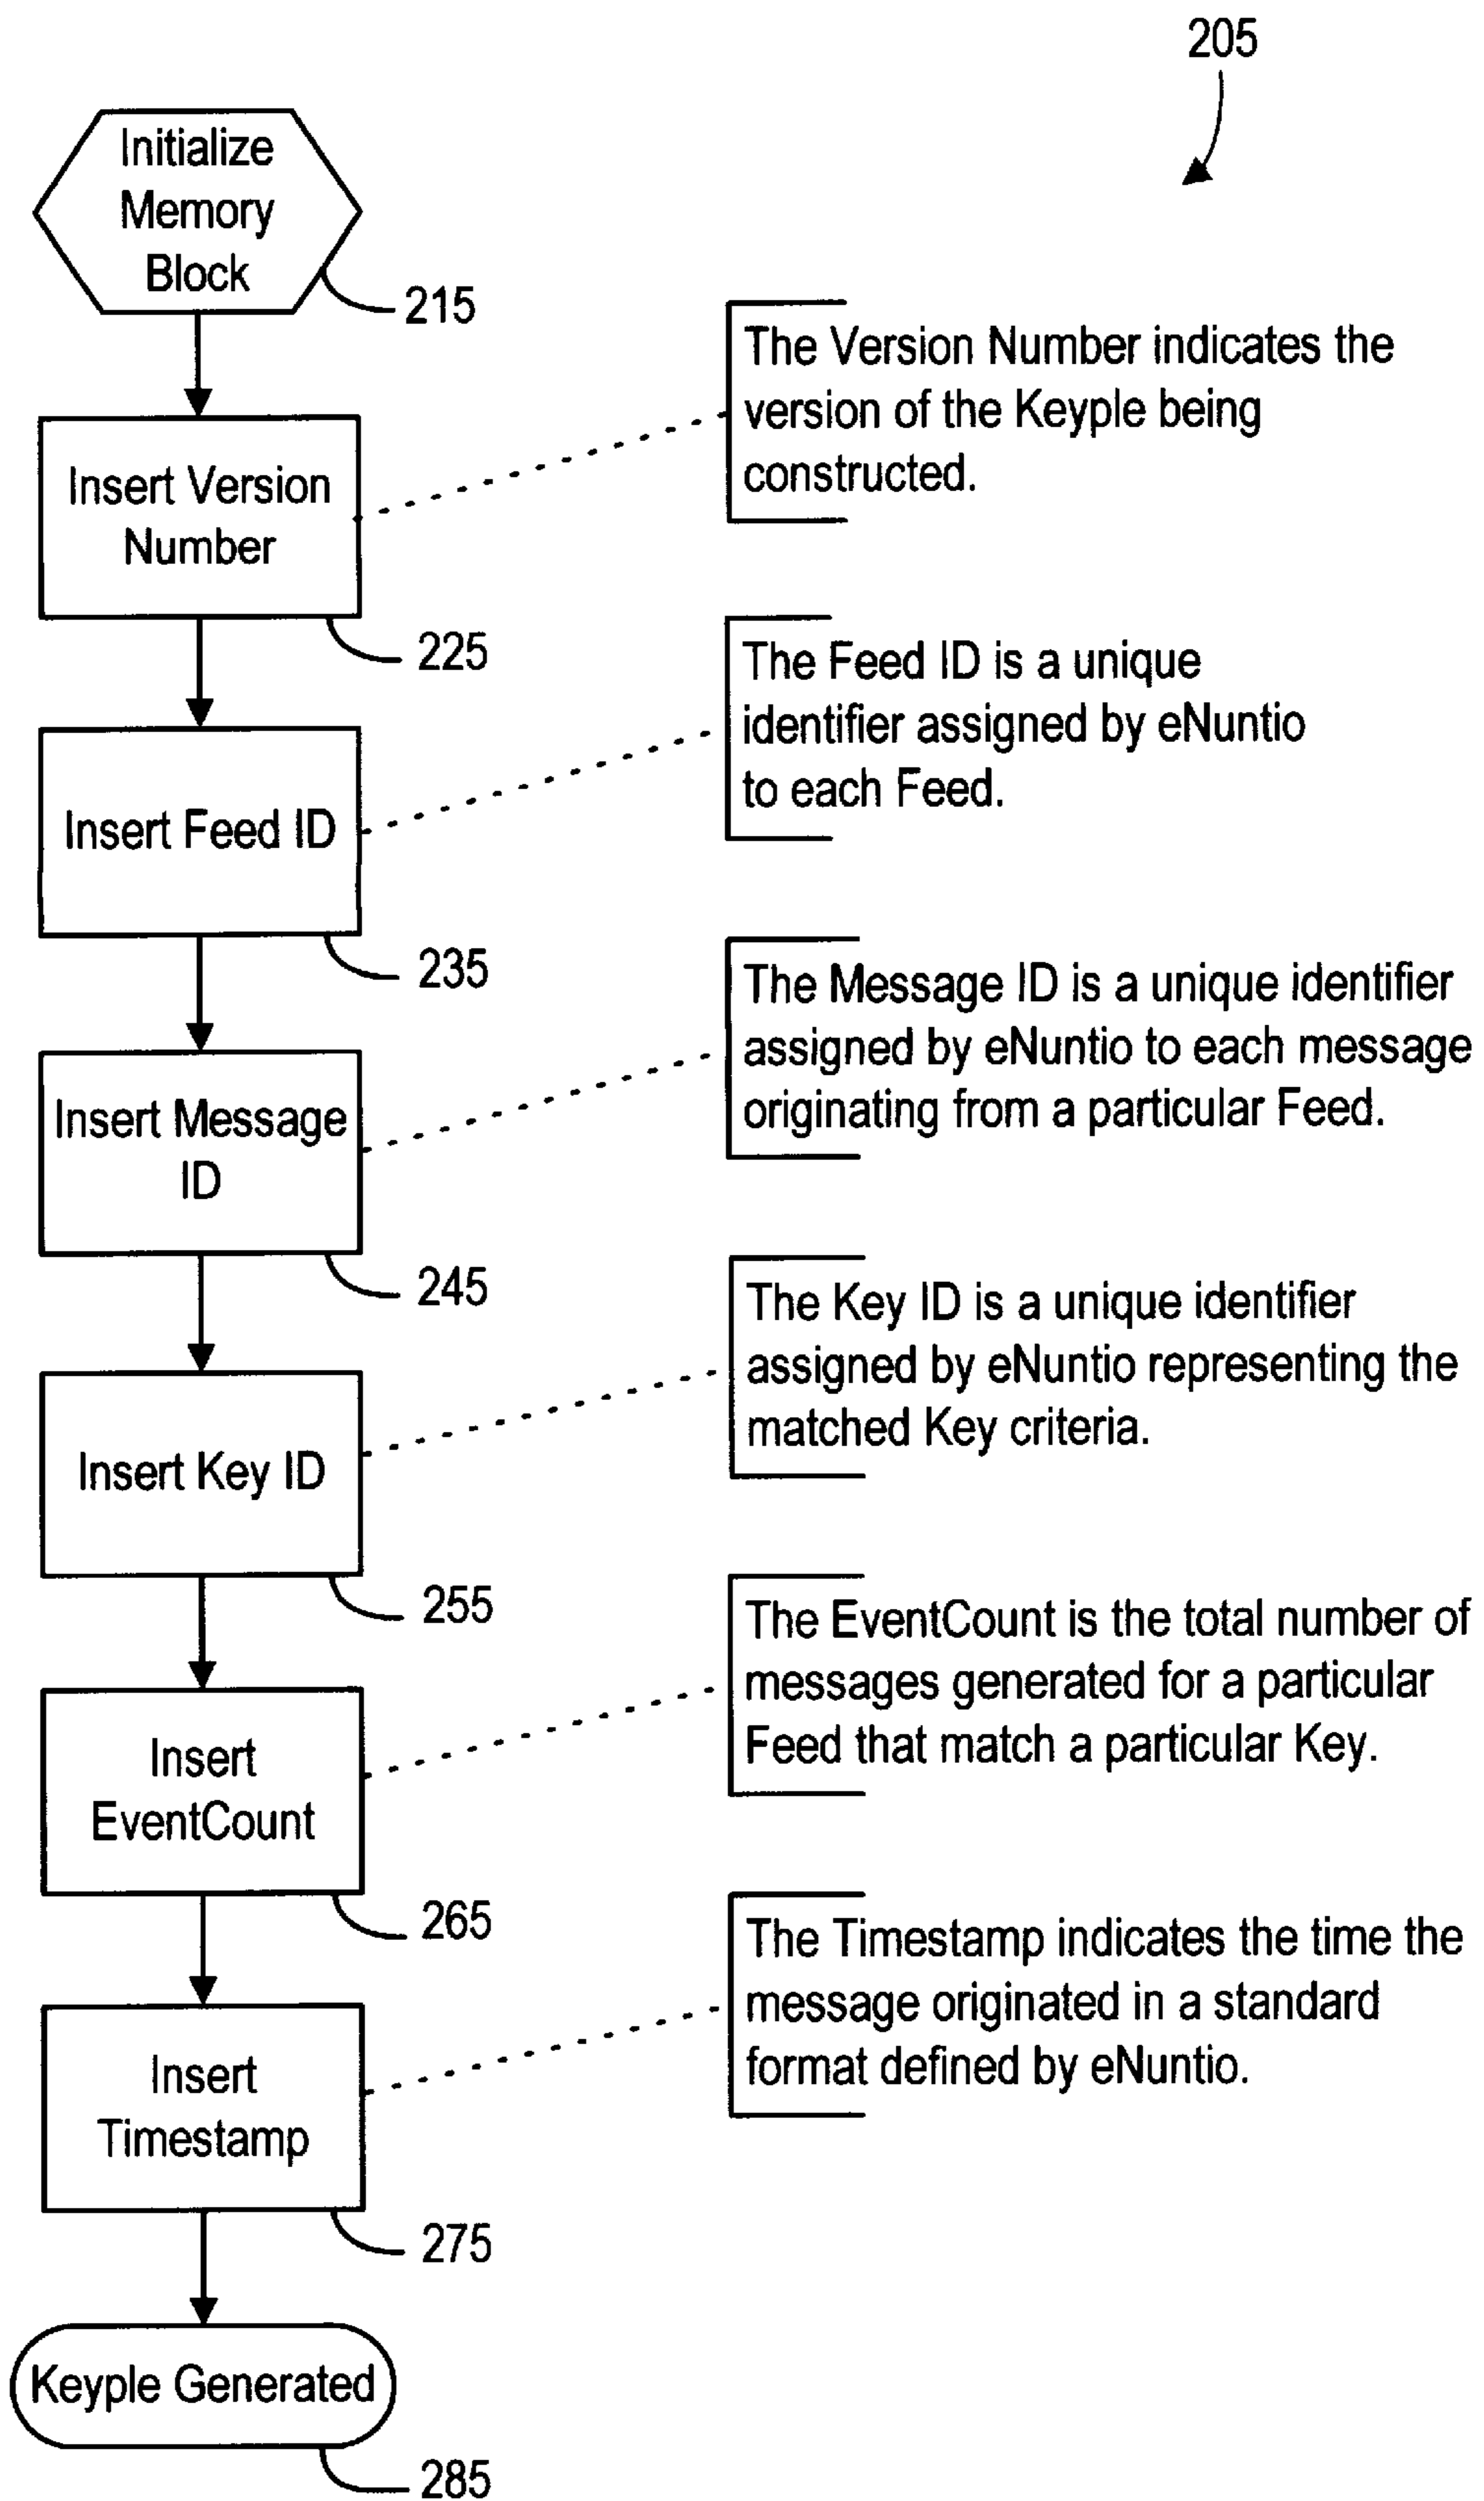 205
Initialize
Memory
Block
215
The Version Number indicates the
version of the Keyple being
constructed.
Insert Version
Number
225
The Feed ID is a unique
identifier assigned by eNuntio
to each Feed.
Insert Feed ID
235
The Message ID is a unique identifier
assigned by eNuntio to each message
originating from a particular Feed.
Insert Message
ID
245
The Key ID is a unique identifier
assigned by eNuntio representing the
matched Key criteria.
Insert Key ID
255
The EventCount is the total number of
messages generated for a particular
Feed that match a particular Key.
Insert
EventCount
265
The Timestamp indicates the time the
message originated in a standard
format defined by eNuntio.
Insert
Timestamp
275
Keyple Generated
285